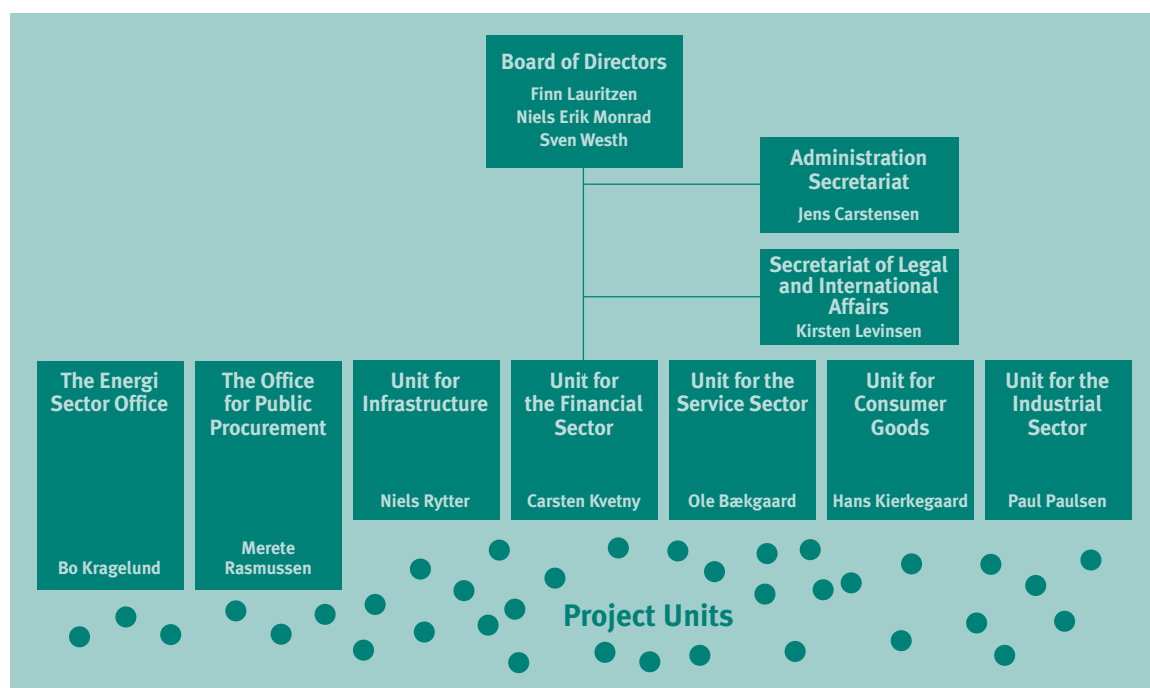 Board of Directors
Finn Lauritzen
Niels Erik Monrad
Sven Westh
Administration
Secretariat
Jens Carstensen
Secretariat of Legal
and International
Affairs
Kirsten Levinsen
The Energi
Sector Office
Bo Kragelund
The Office
for Public
Procurement
Merete
Rasmussen
Unit for
Infrastructure
Niels Rytter
Unit for
the Financial
Sector
Carsten Kvetny
Unit for the
Service Sector
Ole Bækgaard
Unit for
Consumer
Goods
Hans Kierkegaard
Unit for the
Industrial
Sector
Paul Paulsen
Project Units